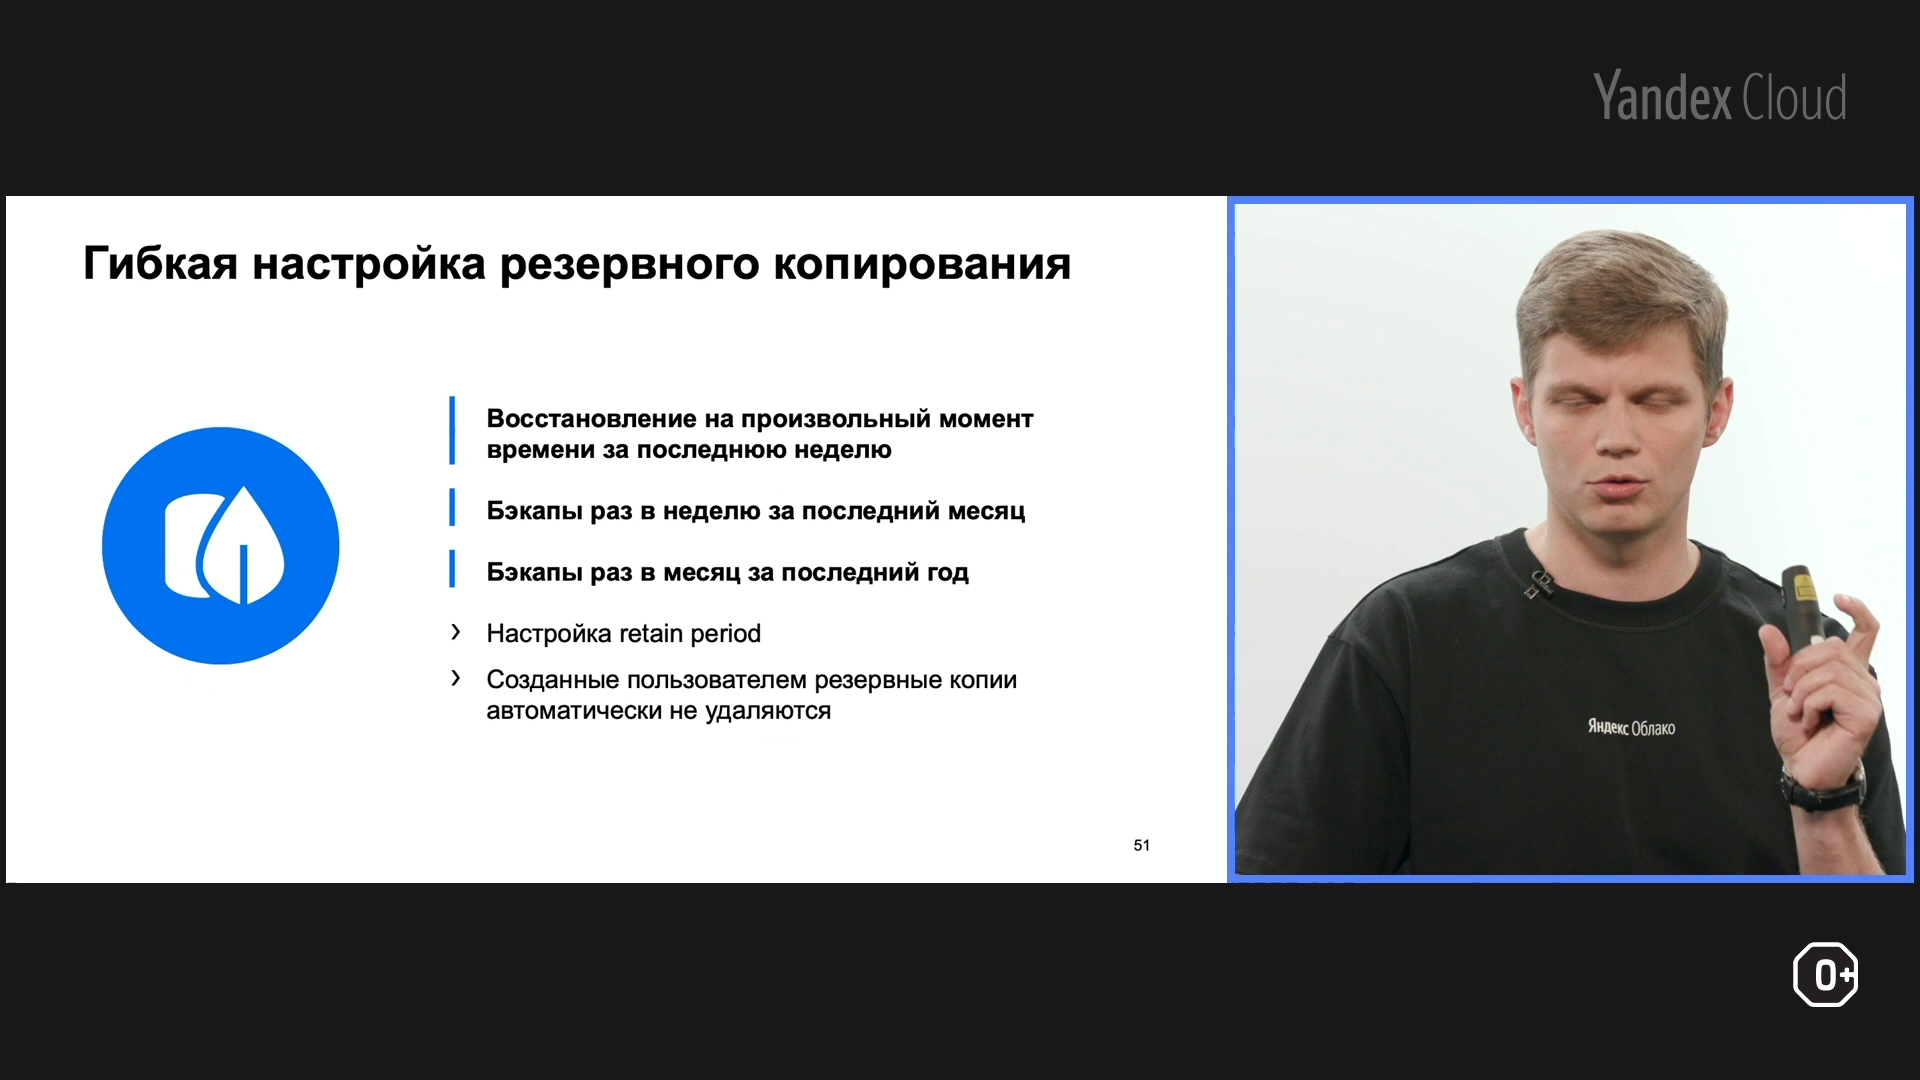 Yandex Cloud
Гибкая настройка резервного копирования
Восстановление на произвольный момент
времени за последнюю неделю
Бэкапы раз в неделю за последний месяц
Бэкапы раз в месяц за последний год
› Настройка retain period
› Созданные пользователем резервные копии
автоматически не удаляются
51
Яндекс Облако
0+